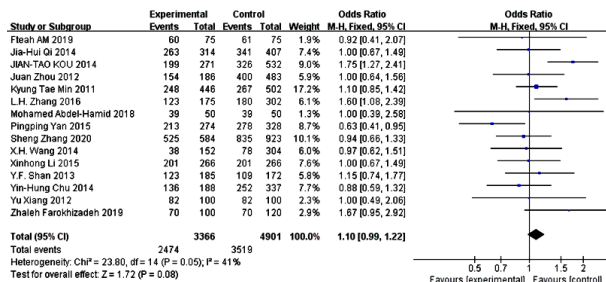 Experimental Control Odds Ratio Odds Ratio
Study or Subgroup Events Total Events Total Weight M-H, Fixed, 95% CI M-H, Fixed, 95% CI
Fteah AM 2019 60 75 61 75 1.9% 0.92 [0.41, 2.07]
Jia-Hui Qi 2014 263 314 341 407 7.3% 1.00 [0.67, 1.49]
JIAN-TAO KOU 2014 199 271 326 532 8.8% 1.75 [1.27, 2.41]
Juan Zhou 2012 154 186 400 483 5.8% 1.00 [0.64, 1.56]
Kyung Tae Min 2011 248 446 267 502 16.9% 1.10 [0.85, 1.42]
L.H. Zhang 2016 123 175 180 302 6.0% 1.60 [1.08, 2.39]
Mohamed Abdel-Hamid 2018 39 50 39 50 1.3% 1.00 [0.39, 2.58]
Pingping Yan 2015 213 274 278 328 8.4% 0.63 [0.41, 0.95]
Sheng Zhang 2020 525 584 835 923 9.5% 0.94 [0.66, 1.33]
X.H. Wang 2014 38 152 78 304 5.9% 0.97 [0.62, 1.51]
Xinhong Li 2015 201 266 201 266 7.3% 1.00 [0.67, 1.49]
Y.F. Shan 2013 123 185 109 172 5.6% 1.15 [0.74, 1.77]
Yin-Hung Chu 2014 136 188 252 337 7.5% 0.88 [0.59, 1.32]
Yu Xiang 2012 82 100 82 100 2.2% 1.00 [0.49, 2.06]
Zhaleh Farokhizadeh 2019 70 100 70 120 2.9% 1.67 [0.95, 2.92]
Total (95% CI) 3366 4901 100.0% 1.10 [0.99, 1.22]
Total events 2474 3519
Heterogeneity: Chi² = 23.80, df = 14 (P = 0.05); I² = 41%
Test for overall effect: Z = 1.72 (P = 0.08)
0.5 0.7 1 1.5 2
Favours [experimental] Favours [control]